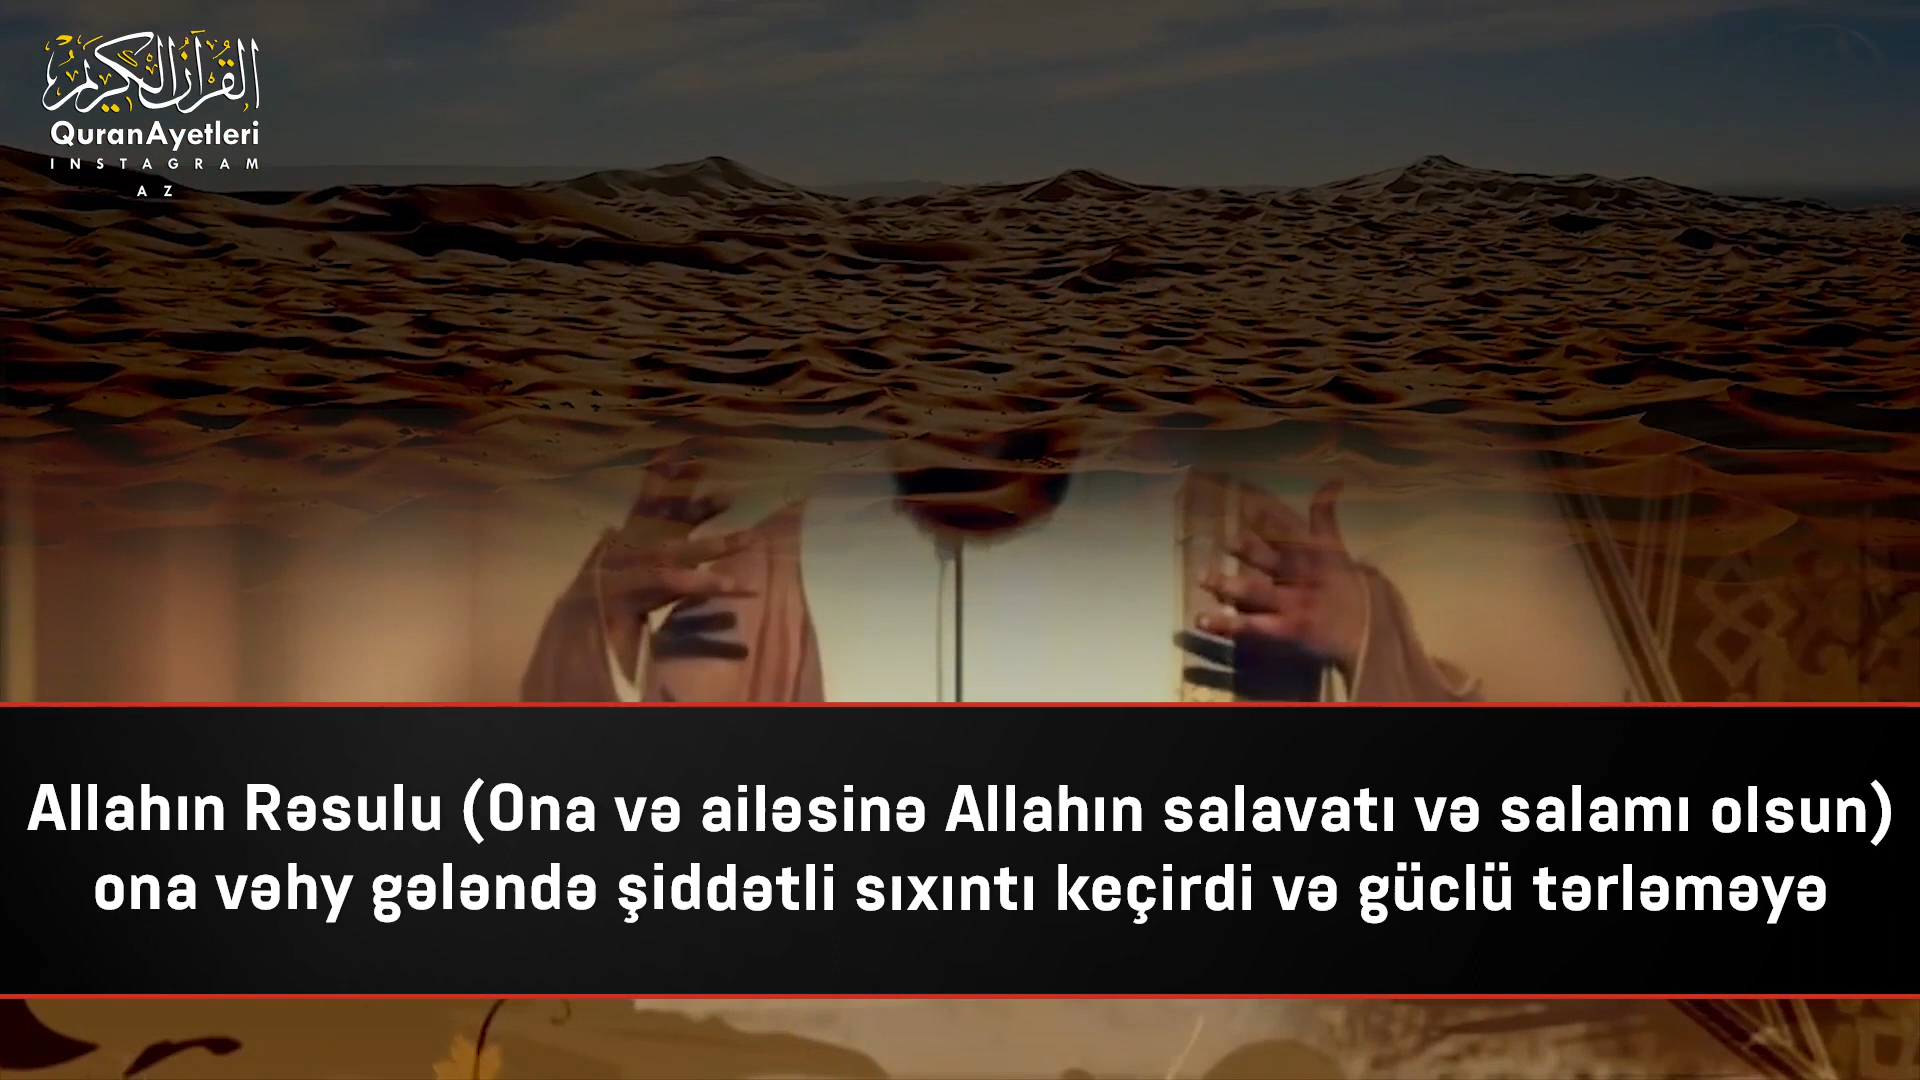 القرآن الكريم
QuranAyetleri
INSTAGRAM
AZ
Allahın Rəsulu (Ona və ailəsinə Allahın salavatı və salamı olsun)
ona vəhy gələndə şiddətli sıxıntı keçirdi və güclü tərləməyə